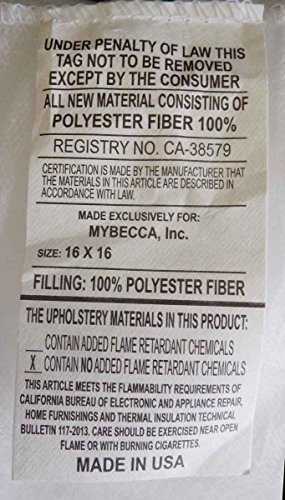 UNDER PENALTY OF LAW THIS
TAG NOT TO BE REMOVED
EXCEPT BY THE CONSUMER
ALL NEW MATERIAL CONSISTING OF
POLYESTER FIBER 100%
REGISTRY NO. CA-38579
CERTIFICATION IS MADE BY THE MANUFACTURER THAT
THE MATERIALS IN THIS ARTICLE ARE DESCRIBED IN
ACCORDANCE WITH LAW.
MADE EXCLUSIVELY FOR:
MYBECCA, Inc.
SIZE: 16 X 16
FILLING: 100% POLYESTER FIBER
THE UPHOLSTERY MATERIALS IN THIS PRODUCT:
___ CONTAIN ADDED FLAME RETARDANT CHEMICALS
X CONTAIN NO ADDED FLAME RETARDANT CHEMICALS
THIS ARTICLE MEETS THE FLAMMABILITY REQUIREMENTS OF
CALIFORNIA BUREAU OF ELECTRONIC AND APPLIANCE REPAIR,
HOME FURNISHINGS AND THERMAL INSULATION TECHNICAL
BULLETIN 117-2013. CARE SHOULD BE EXERCISED NEAR OPEN
FLAME OR WITH BURNING CIGARETTES.
MADE IN USA